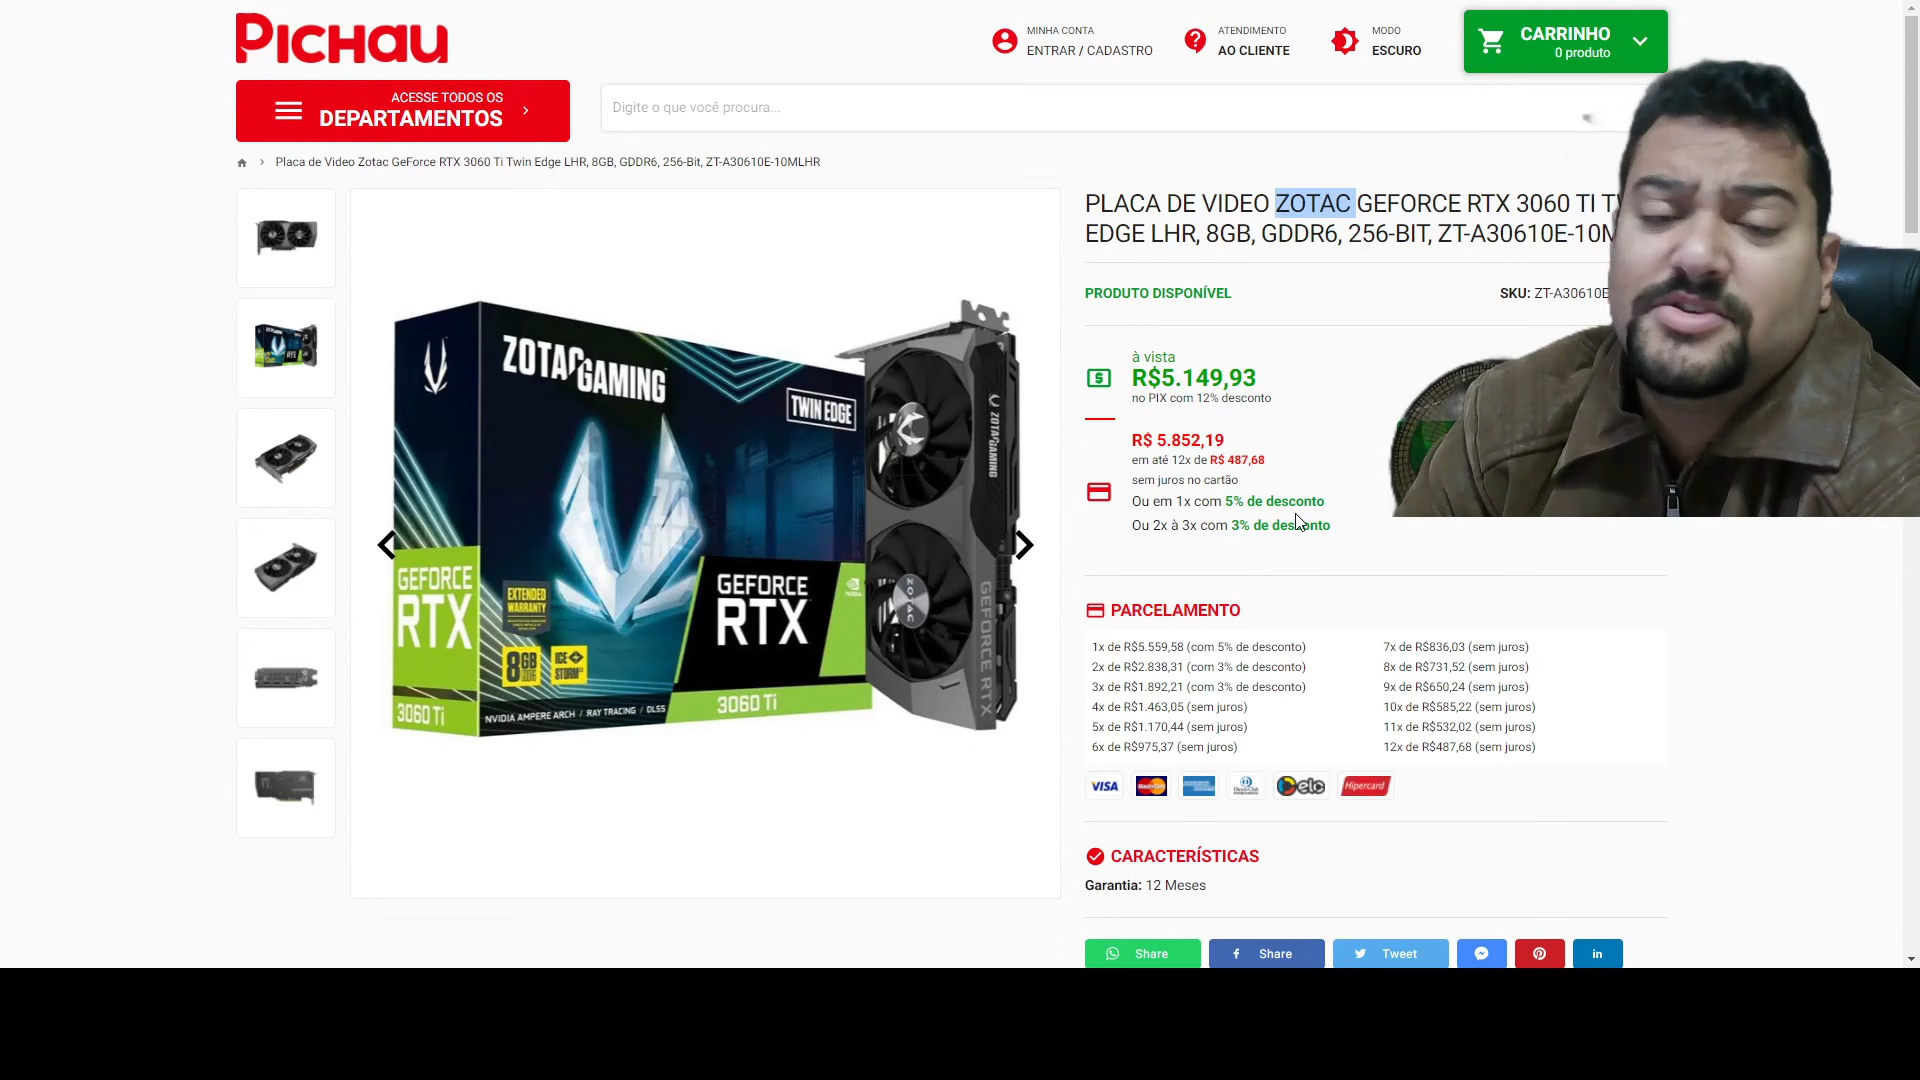 PICHAU
MINHA CONTA
ENTRAR / CADASTRO
ATENDIMENTO
AO CLIENTE
MODO
ESCURO
CARRINHO
0 produto
ACESSE TODOS OS
DEPARTAMENTOS
Digite o que você procura...
Placa de Video Zotac GeForce RTX 3060 Ti Twin Edge LHR, 8GB, GDDR6, 256-Bit, ZT-A30610E-10MLHR
PLACA DE VIDEO ZOTAC GEFORCE RTX 3060 TI
EDGE LHR, 8GB, GDDR6, 256-BIT, ZT-A30610E-10M
PRODUTO DISPONÍVEL
SKU: ZT-A30610E
à vista
R$5.149,93
no PIX com 12% desconto
R$ 5.852,19
em até 12x de R$ 487,68
sem juros no cartão
Ou em 1x com 5% de desconto
Ou 2x à 3x com 3% de desconto
ZOTAC GAMING
TWIN EDGE
GEFORCE
RTX
EXTENDED
WARRANTY
8GB
GDDR6
ICE
STORM
GEFORCE
RTX
3060 Ti
NVIDIA AMPERE ARCH / RAY TRACING / DLSS
3060 Ti
ZOTAC GAMING
ZOTAC
GEFORCE RTX
PARCELAMENTO
1x de R$5.559,58 (com 5% de desconto)
2x de R$2.838,31 (com 3% de desconto)
3x de R$1.892,21 (com 3% de desconto)
4x de R$1.463,05 (sem juros)
5x de R$1.170,44 (sem juros)
6x de R$975,37 (sem juros)
7x de R$836,03 (sem juros)
8x de R$731,52 (sem juros)
9x de R$650,24 (sem juros)
10x de R$585,22 (sem juros)
11x de R$532,02 (sem juros)
12x de R$487,68 (sem juros)
VISA
MasterCard
elo
Hipercard
CARACTERÍSTICAS
Garantia: 12 Meses
Share
Share
Tweet
in